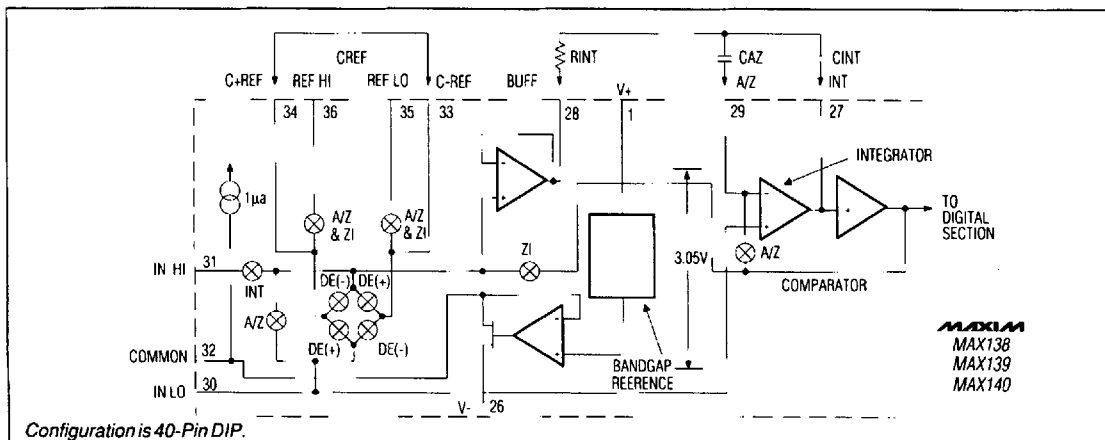 RINT
CAZ
CINT
CREF
C+REF REF HI REF LO C-REF BUFF V+ A/Z INT
34 36 35 33 28 1 29 27
INTEGRATOR
1µa
A/Z & ZI
A/Z & ZI
TO DIGITAL SECTION
ZI
3.05V
A/Z
IN HI 31
INT
DE(-) DE(+)
COMPARATOR
A/Z
DE(+) DE(-)
COMMON 32
IN LO 30
V- 26
BANDGAP REERENCE
MAXIM
MAX138
MAX139
MAX140
Configuration is 40-Pin DIP.